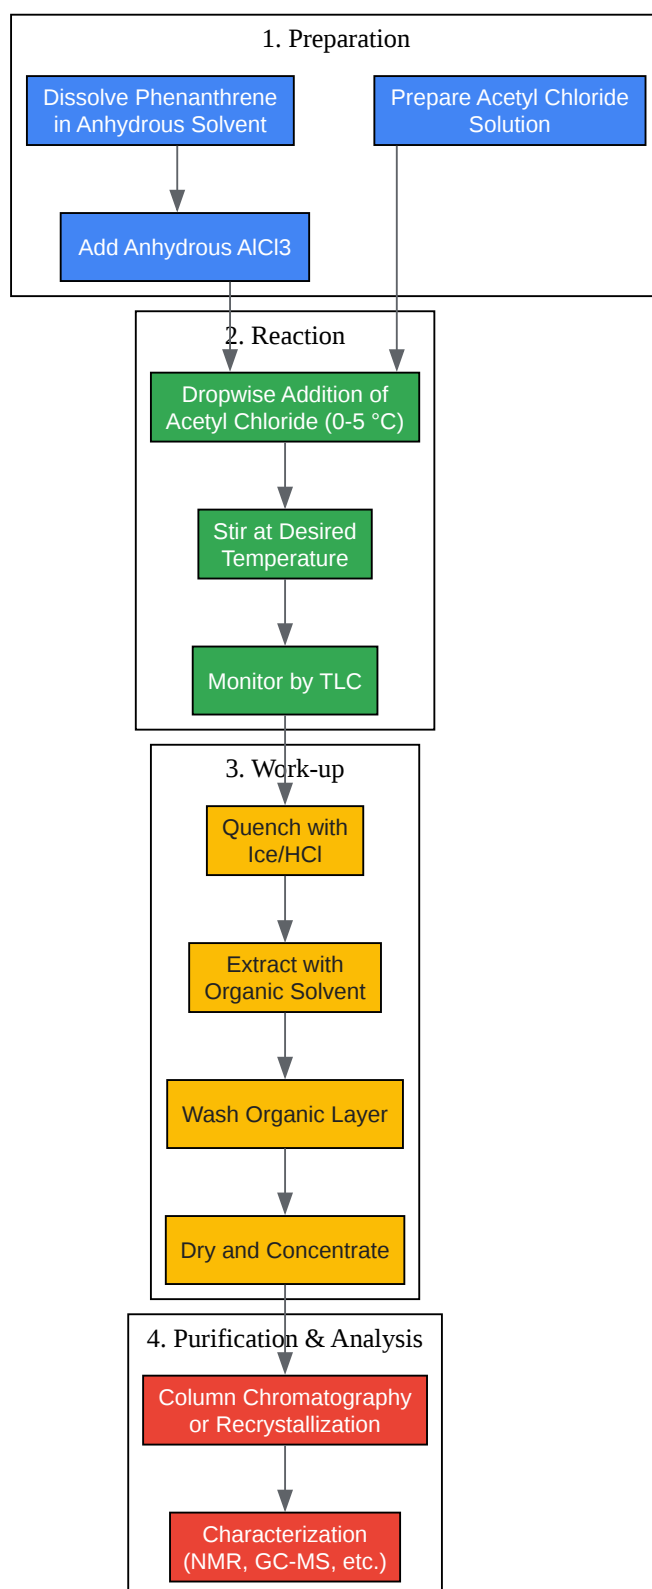 1. Preparation
Dissolve Phenanthrene
in Anhydrous Solvent
Prepare Acetyl Chloride
Solution
Add Anhydrous AlCl3
2. Reaction
Dropwise Addition of
Acetyl Chloride (0-5 °C)
Stir at Desired
Temperature
Monitor by TLC
3. Work-up
Quench with
Ice/HCl
Extract with
Organic Solvent
Wash Organic Layer
Dry and Concentrate
4. Purification & Analysis
Column Chromatography
or Recrystallization
Characterization
(NMR, GC-MS, etc.)